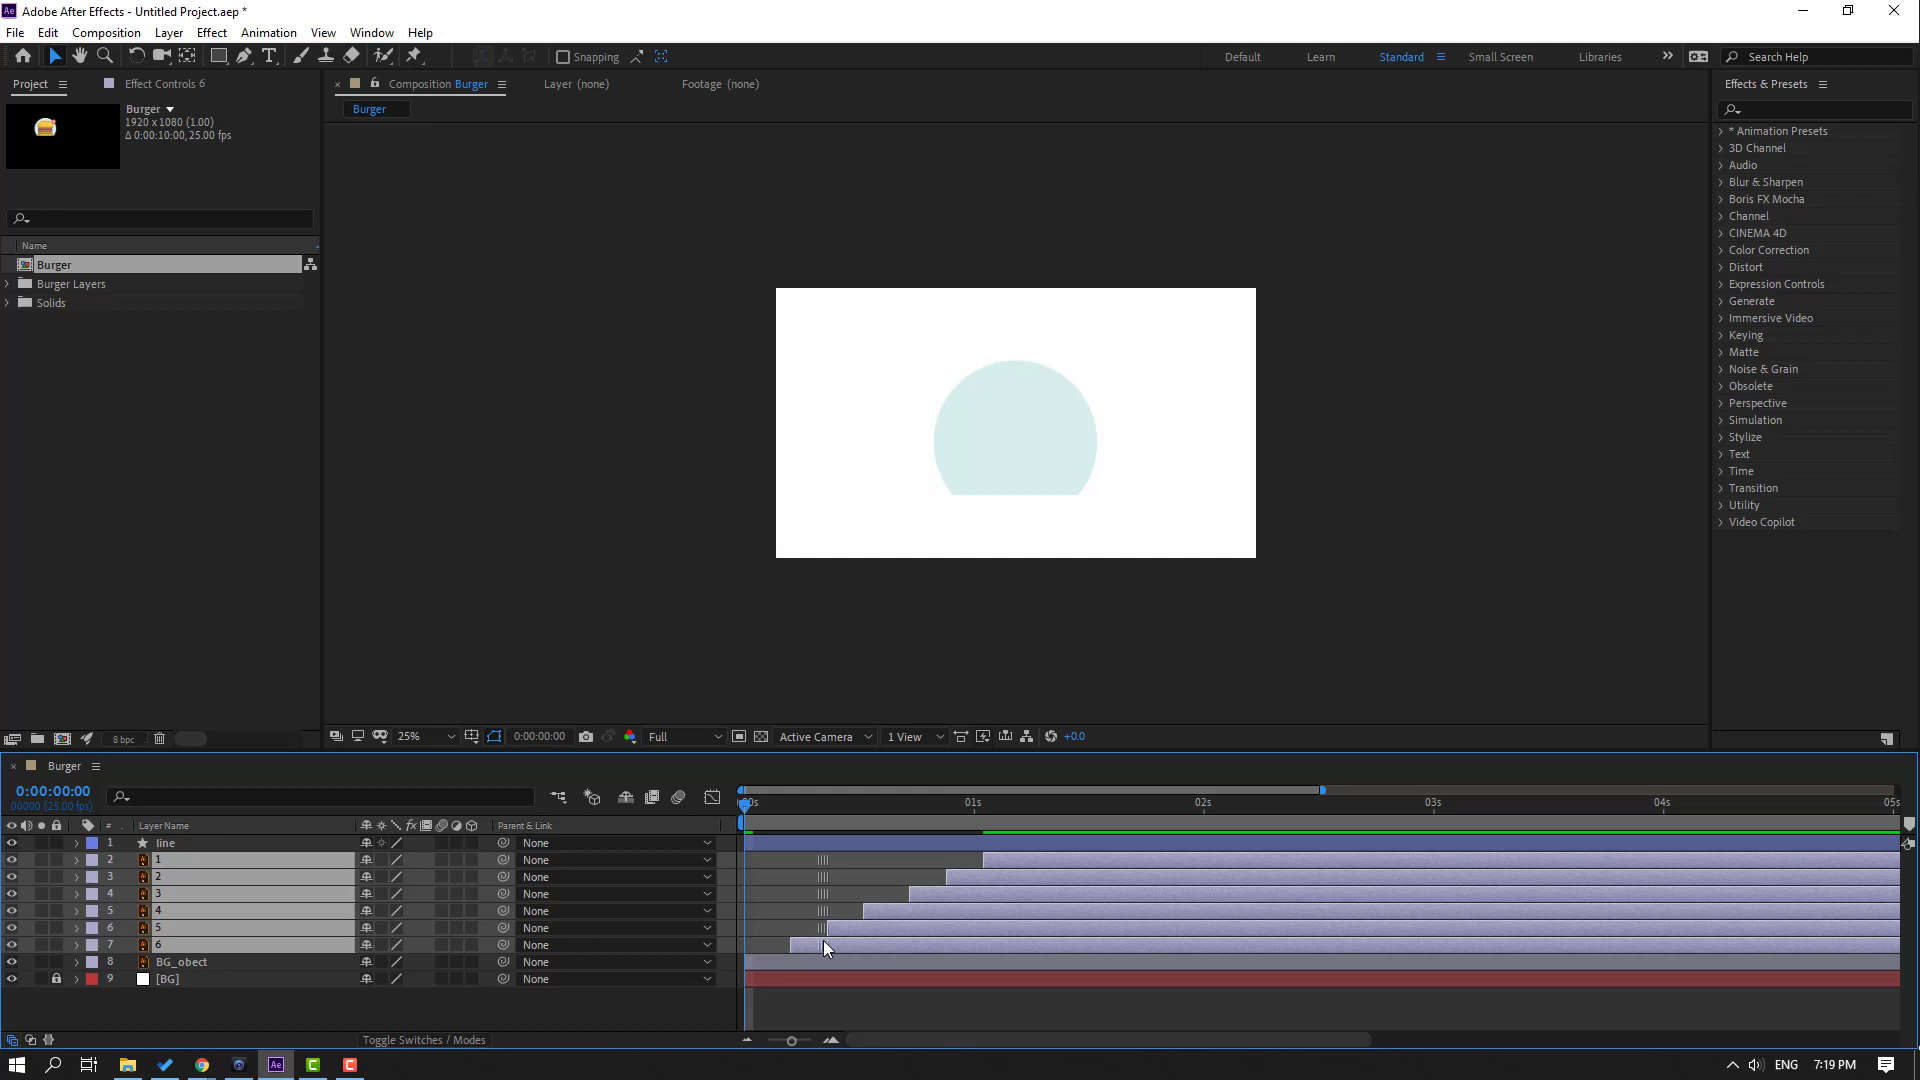 Adobe After Effects - Untitled Project.aep *
File Edit Composition Layer Effect Animation View Window Help
Snapping
Default Learn Standard Small Screen Libraries Search Help
Project Effect Controls 6
Composition Burger Layer (none) Footage (none)
Effects & Presets
Burger
1920 x 1080 (1.00)
Δ 0:00:10:00, 25.00 fps
Burger
Name
Burger
Burger Layers
Solids
* Animation Presets
3D Channel
Audio
Blur & Sharpen
Boris FX Mocha
Channel
CINEMA 4D
Color Correction
Distort
Expression Controls
Generate
Immersive Video
Keying
Matte
Noise & Grain
Obsolete
Perspective
Simulation
Stylize
Text
Time
Transition
Utility
Video Copilot
8 bpc
25% 0:00:00:00 Full Active Camera 1 View +0.0
Burger
0:00:00:00
00000 (25.00 fps)
01s 02s 03s 04s 05s
# Layer Name fx Parent & Link
1 line None
2 1 None
3 2 None
4 3 None
5 4 None
6 5 None
7 6 None
8 BG_obect None
9 [BG] None
Toggle Switches / Modes
Ae
ENG 7:19 PM